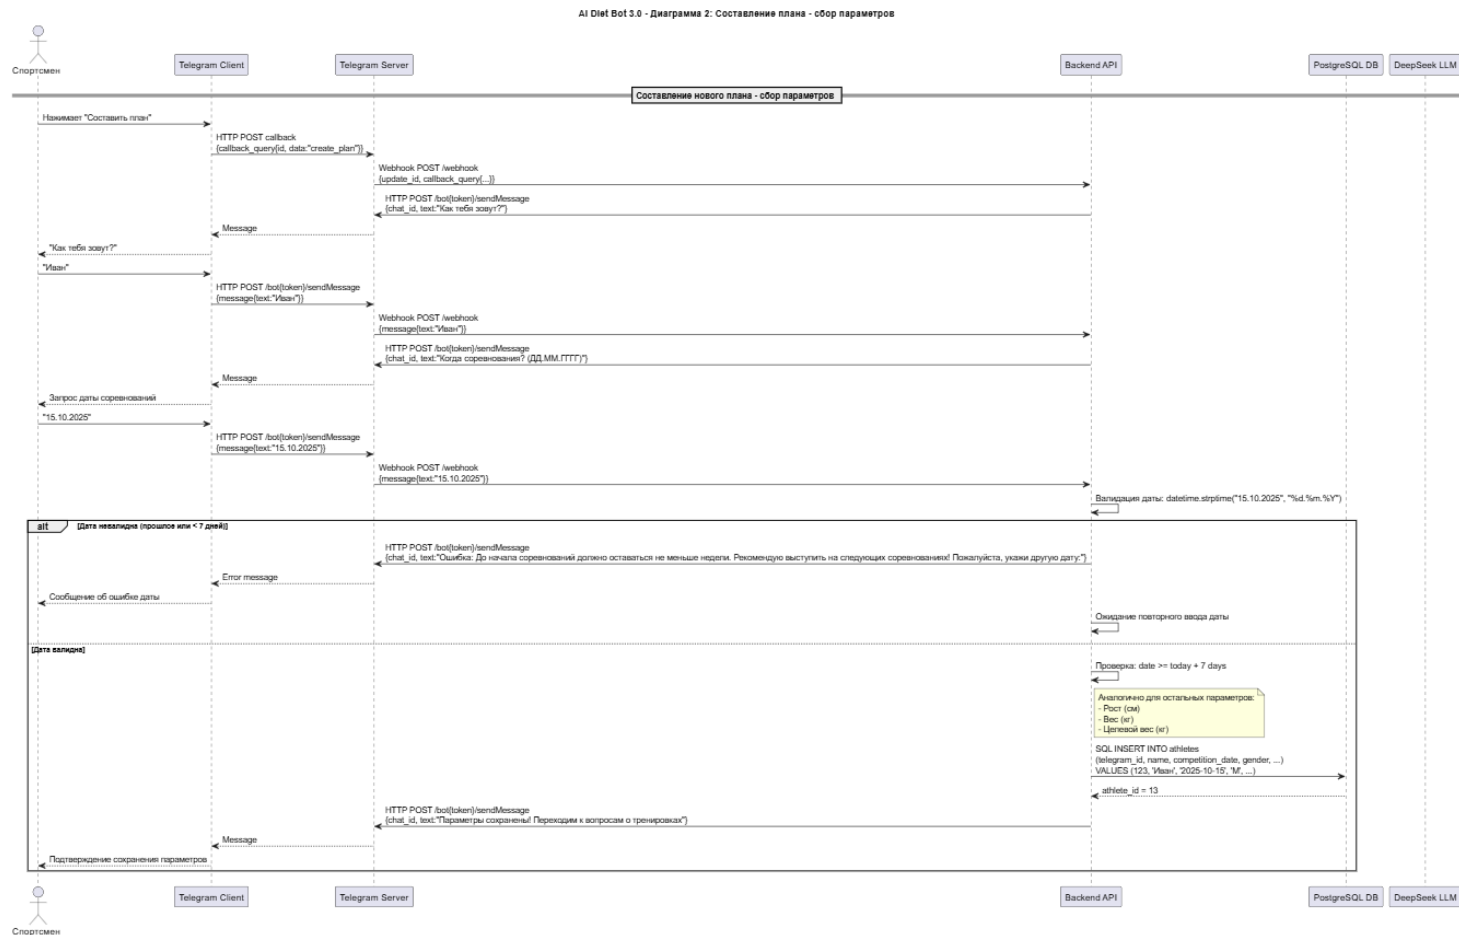 AI Diet Bot 3.0 - Диаграмма 2: Составление плана - сбор параметров
Спортсмен
Telegram Client
Telegram Server
Backend API
PostgreSQL DB
DeepSeek LLM
Составление нового плана - сбор параметров
Нажимает "Составить план"
HTTP POST callback
{callback_query{id, data:"create_plan"}}
Webhook POST /webhook
{update_id, callback_query{...}}
HTTP POST /bot{token}/sendMessage
{chat_id, text:"Как тебя зовут?"}
Message
"Как тебя зовут?"
"Иван"
HTTP POST /bot{token}/sendMessage
{message{text:"Иван"}}
Webhook POST /webhook
{message{text:"Иван"}}
HTTP POST /bot{token}/sendMessage
{chat_id, text:"Когда соревнования? (ДД.ММ.ГГГГ)"}
Message
Запрос даты соревнований
"15.10.2025"
HTTP POST /bot{token}/sendMessage
{message{text:"15.10.2025"}}
Webhook POST /webhook
{message{text:"15.10.2025"}}
Валидация даты: datetime.strptime("15.10.2025", "%d.%m.%Y")
alt [Дата невалидна (прошлое или < 7 дней)]
HTTP POST /bot{token}/sendMessage
{chat_id, text:"Ошибка: До начала соревнований должно оставаться не меньше недели. Рекомендую выступить на следующих соревнованиях! Пожалуйста, укажи другую дату:"}
Error message
Сообщение об ошибке даты
Ожидание повторного ввода даты
[Дата валидна]
Проверка: date >= today + 7 days
Аналогично для остальных параметров:
- Рост (см)
- Вес (кг)
- Целевой вес (кг)
SQL INSERT INTO athletes
(telegram_id, name, competition_date, gender, ...)
VALUES (123, 'Иван', '2025-10-15', 'M', ...)
athlete_id = 13
HTTP POST /bot{token}/sendMessage
{chat_id, text:"Параметры сохранены! Переходим к вопросам о тренировках"}
Message
Подтверждение сохранения параметров
Telegram Client
Telegram Server
Backend API
PostgreSQL DB
DeepSeek LLM
Спортсмен